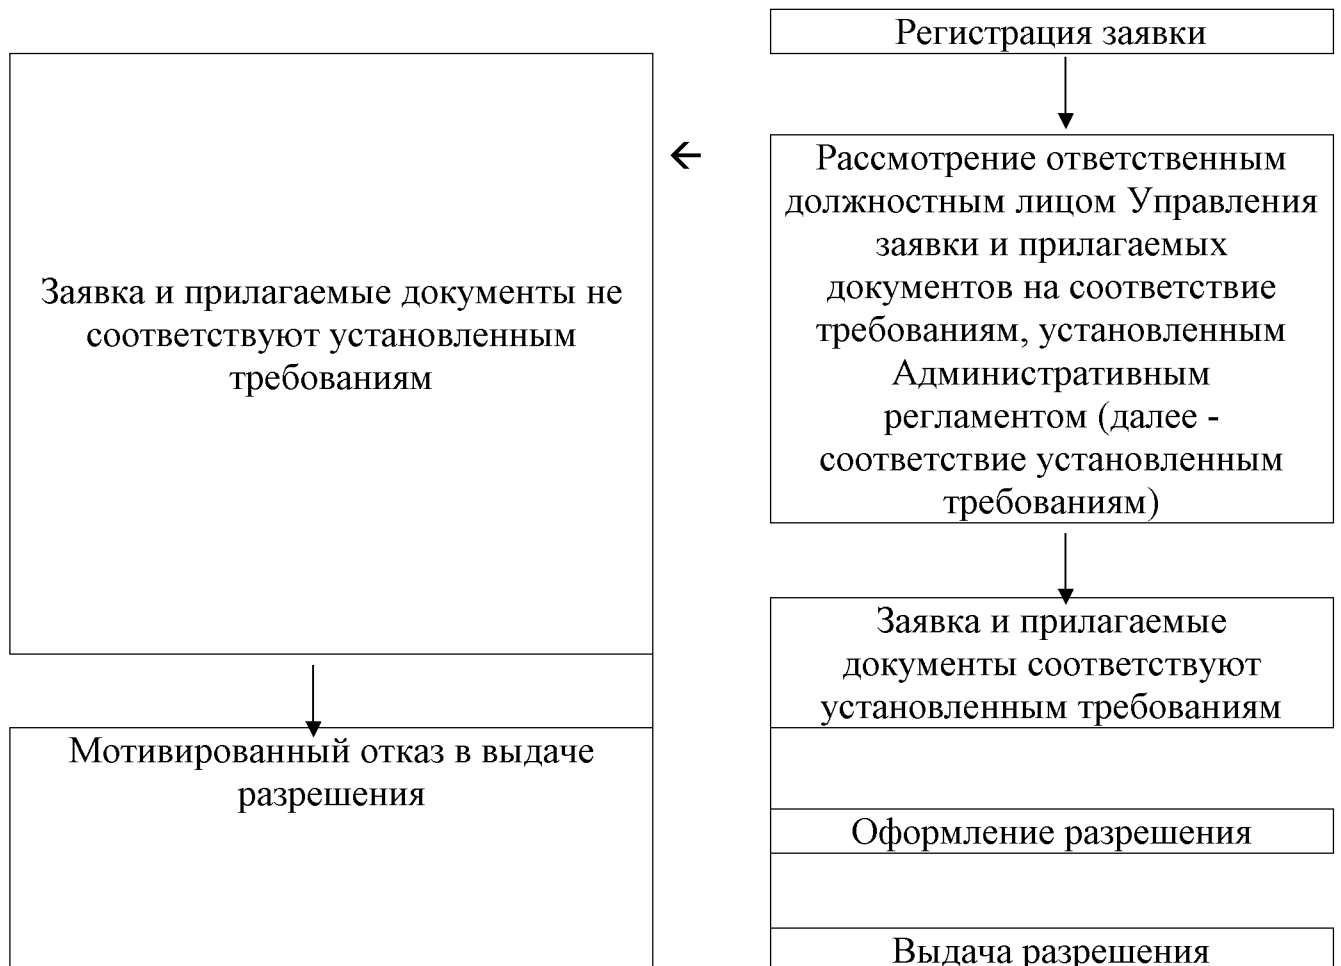 Регистрация заявки
Рассмотрение ответственным
должностным лицом Управления
заявки и прилагаемых
документов на соответствие
требованиям, установленным
Административным
регламентом (далее -
соответствие установленным
требованиям)
Заявка и прилагаемые документы не
соответствуют установленным
требованиям
Заявка и прилагаемые
документы соответствуют
установленным требованиям
Мотивированный отказ в выдаче
разрешения
Оформление разрешения
Выдача разрешения